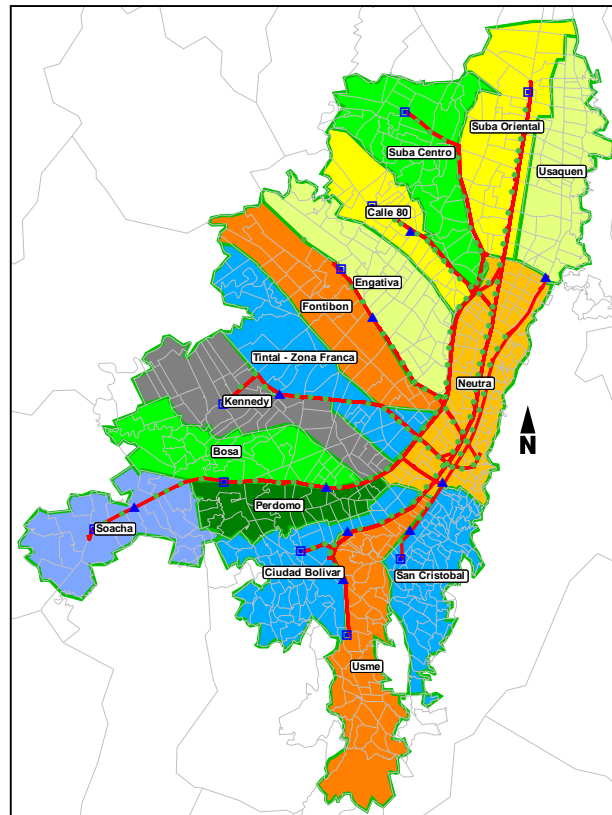 Suba Oriental
Suba Centro
Usaquen
Calle 80
Engativa
Fontibon
Tintal - Zona Franca
Neutra
Kennedy
N
Bosa
Perdomo
Soacha
Ciudad Bolivar
San Cristobal
Usme